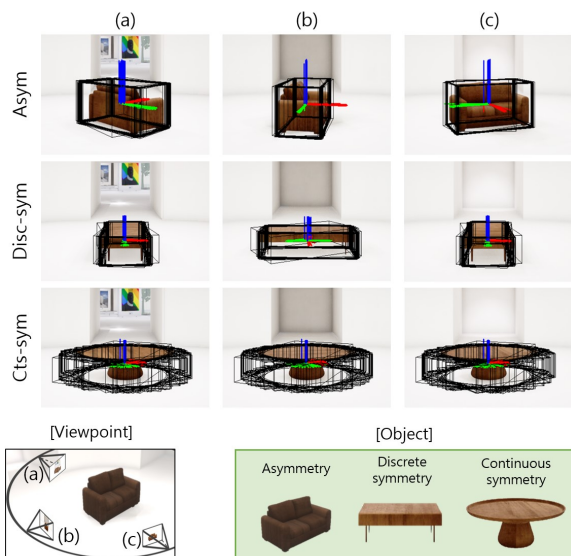 (a) (b) (c)
Asym
Disc-sym
Cts-sym
[Viewpoint]
(a)
(b)
(c)
[Object]
Asymmetry
Discrete
symmetry
Continuous
symmetry